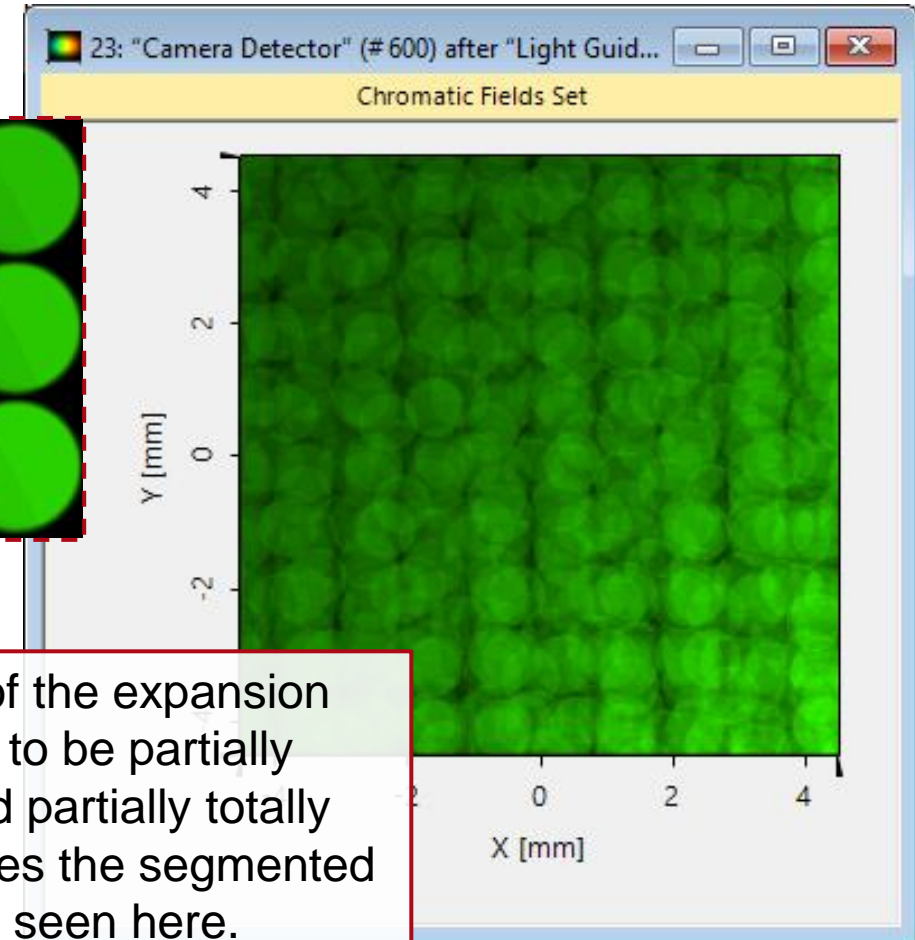 23: "Camera Detector" (#600) after "Light Guid...
Chromatic Fields Set
4
2
0
-2
Y [mm]
0
2
4
X [mm]
of the expansion
to be partially
d partially totally
es the segmented
seen here.